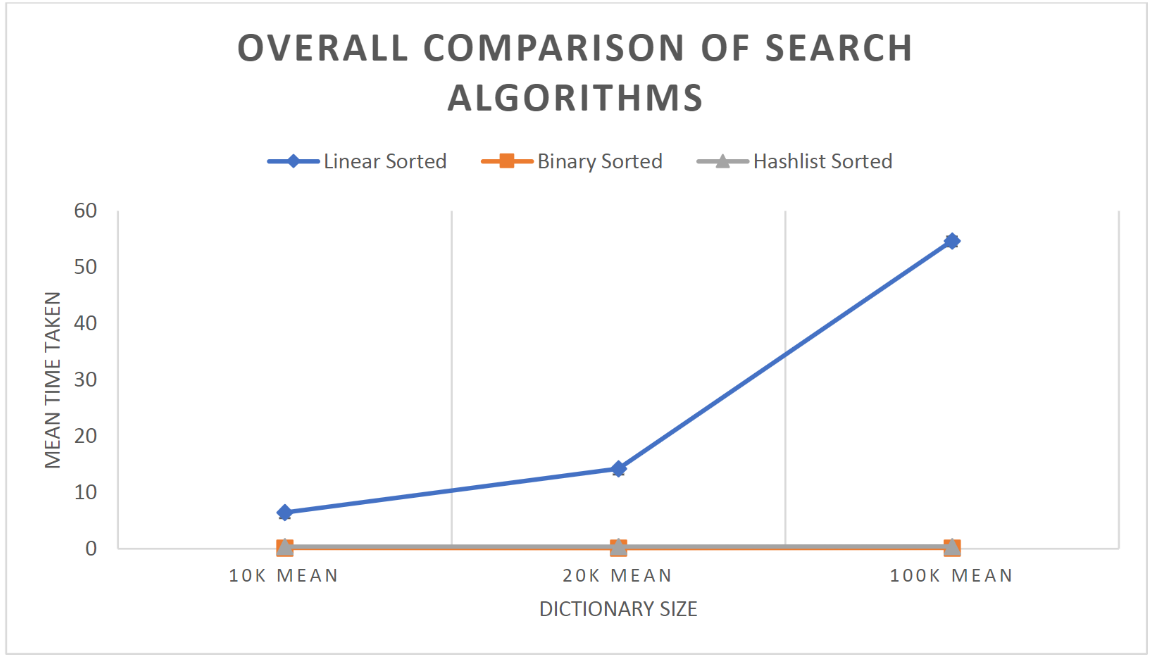 OVERALL COMPARISON OF SEARCH
ALGORITHMS
Linear Sorted
Binary Sorted
Hashlist Sorted
60
50
40
30
20
10
0
MEAN TIME TAKEN
10K MEAN
20K MEAN
100K MEAN
DICTIONARY SIZE